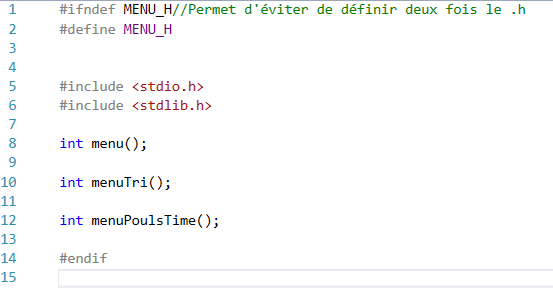 1 #ifndef MENU_H//Permet d'éviter de définir deux fois le .h
2 #define MENU_H
3
4
5 #include <stdio.h>
6 #include <stdlib.h>
7
8 int menu();
9
10 int menuTri();
11
12 int menuPoulsTime();
13
14 #endif
15